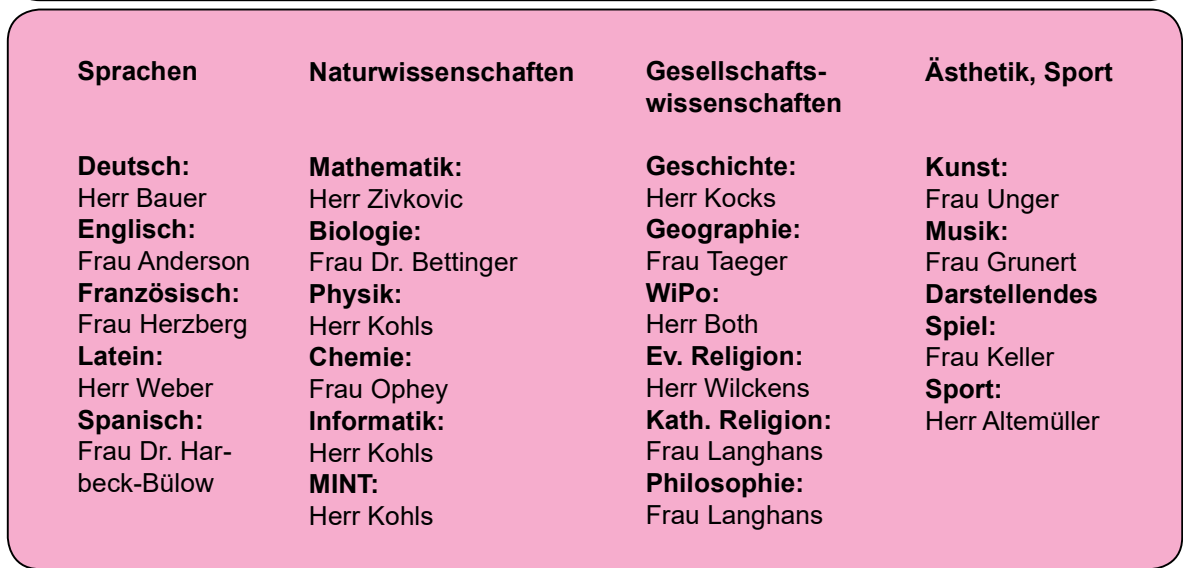 Sprachen
Deutsch:
Herr Bauer
Englisch:
Frau Anderson
Französisch:
Frau Herzberg
Latein:
Herr Weber
Spanisch:
Frau Dr. Har-
beck-Bülow
Naturwissenschaften
Mathematik:
Herr Zivkovic
Biologie:
Frau Dr. Bettinger
Physik:
Herr Kohls
Chemie:
Frau Ophey
Informatik:
Herr Kohls
MINT:
Herr Kohls
Gesellschafts-
wissenschaften
Geschichte:
Herr Kocks
Geographie:
Frau Taeger
WiPo:
Herr Both
Ev. Religion:
Herr Wilckens
Kath. Religion:
Frau Langhans
Philosophie:
Frau Langhans
Ästhetik, Sport
Kunst:
Frau Unger
Musik:
Frau Grunert
Darstellendes
Spiel:
Frau Keller
Sport:
Herr Altemüller